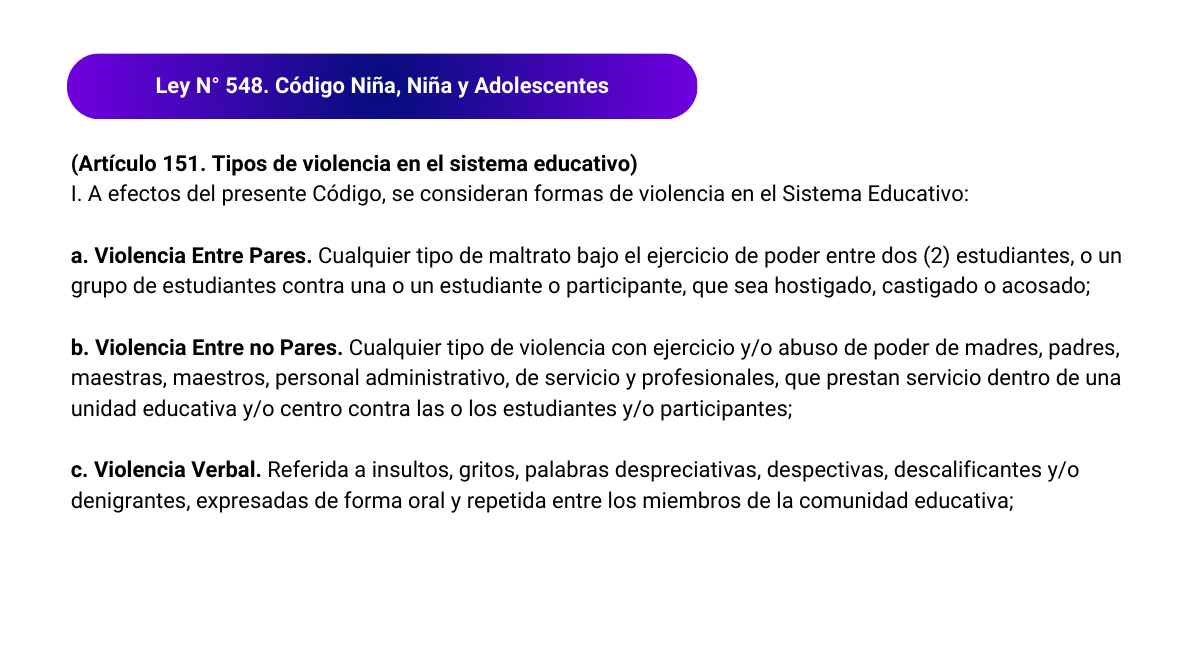 Ley N° 548. Código Niña, Niña y Adolescentes
(Artículo 151. Tipos de violencia en el sistema educativo)
I. A efectos del presente Código, se consideran formas de violencia en el Sistema Educativo:
a. Violencia Entre Pares. Cualquier tipo de maltrato bajo el ejercicio de poder entre dos (2) estudiantes, o un
grupo de estudiantes contra una o un estudiante o participante, que sea hostigado, castigado o acosado;
b. Violencia Entre no Pares. Cualquier tipo de violencia con ejercicio y/o abuso de poder de madres, padres,
maestras, maestros, personal administrativo, de servicio y profesionales, que prestan servicio dentro de una
unidad educativa y/o centro contra las o los estudiantes y/o participantes;
c. Violencia Verbal. Referida a insultos, gritos, palabras despreciativas, despectivas, descalificantes y/o
denigrantes, expresadas de forma oral y repetida entre los miembros de la comunidad educativa;